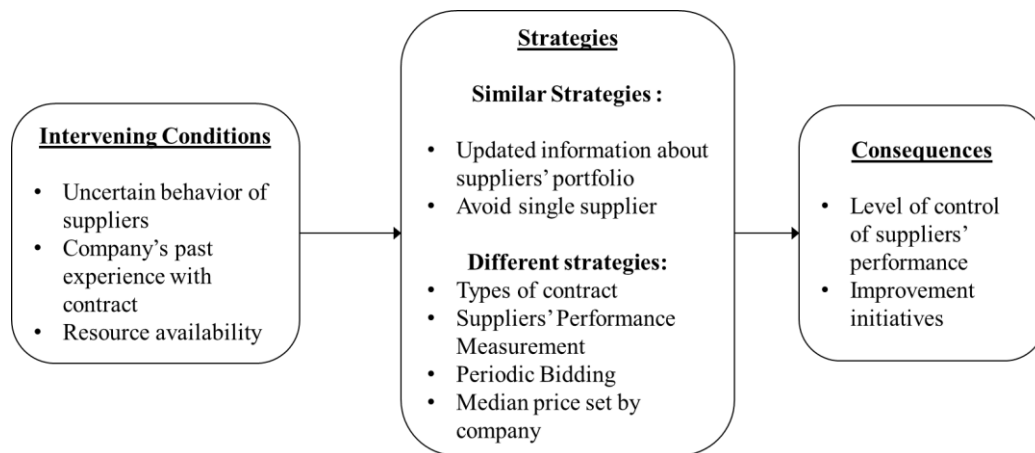 Intervening Conditions
• Uncertain behavior of
suppliers
• Company's past
experience with
contract
• Resource availability
Strategies
Similar Strategies :
• Updated information about
suppliers' portfolio
• Avoid single supplier
Different strategies:
• Types of contract
• Suppliers' Performance
Measurement
• Periodic Bidding
• Median price set by
company
Consequences
• Level of control
of suppliers'
performance
• Improvement
initiatives